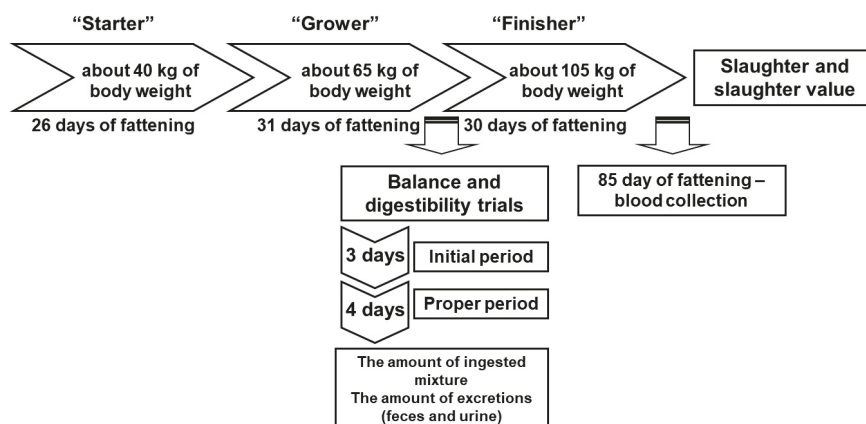 “Starter”
“Grower”
“Finisher”
about 40 kg of
body weight
about 65 kg of
body weight
about 105 kg of
body weight
Slaughter and
slaughter value
26 days of fattening
31 days of fattening
30 days of fattening
Balance and
digestibility trials
85 day of fattening –
blood collection
3 days
Initial period
4 days
Proper period
The amount of ingested
mixture
The amount of excretions
(feces and urine)